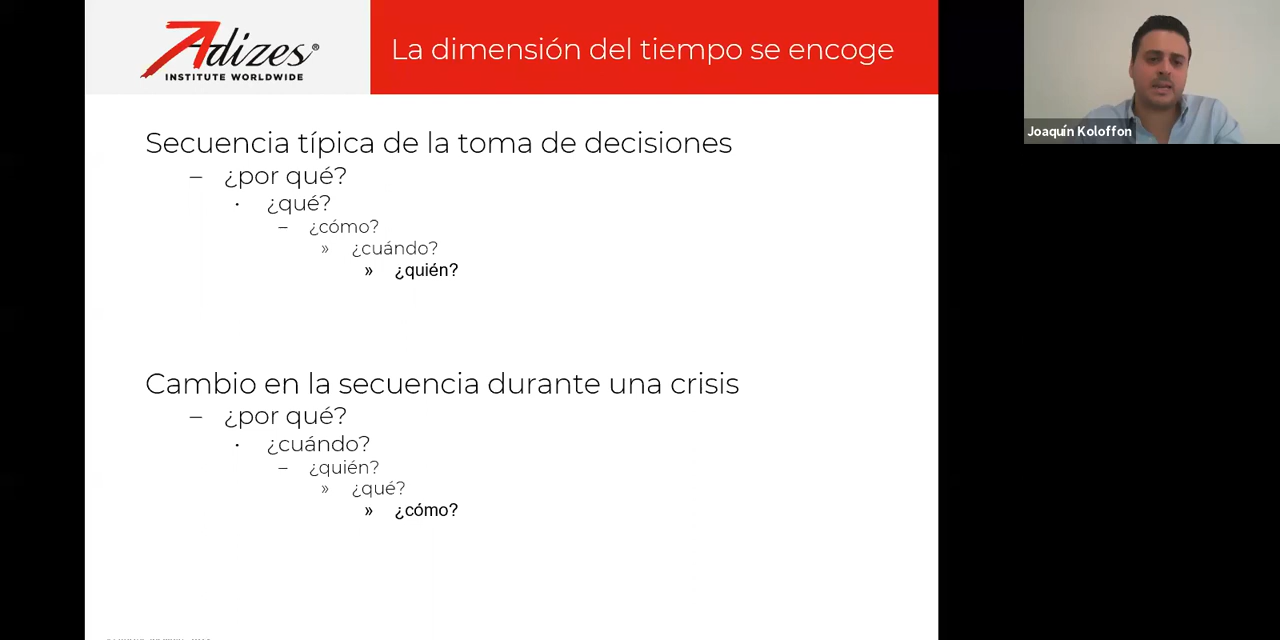 Adizes®
INSTITUTE WORLDWIDE
La dimensión del tiempo se encoge
Joaquín Koloffon
Secuencia típica de la toma de decisiones
– ¿por qué?
· ¿qué?
– ¿cómo?
» ¿cuándo?
» ¿quién?
Cambio en la secuencia durante una crisis
– ¿por qué?
· ¿cuándo?
– ¿quién?
» ¿qué?
» ¿cómo?